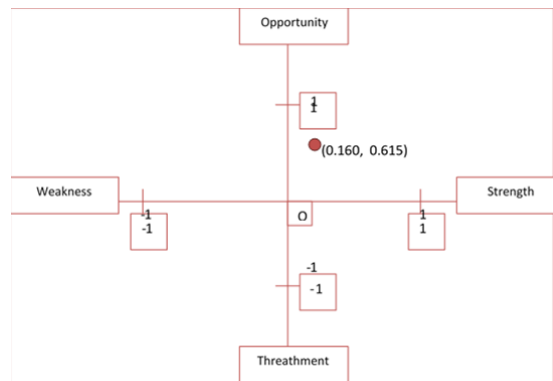 Opportunity
1
1
(0.160, 0.615)
Weakness
Strength
-1
-1
O
1
1
-1
-1
Threathment